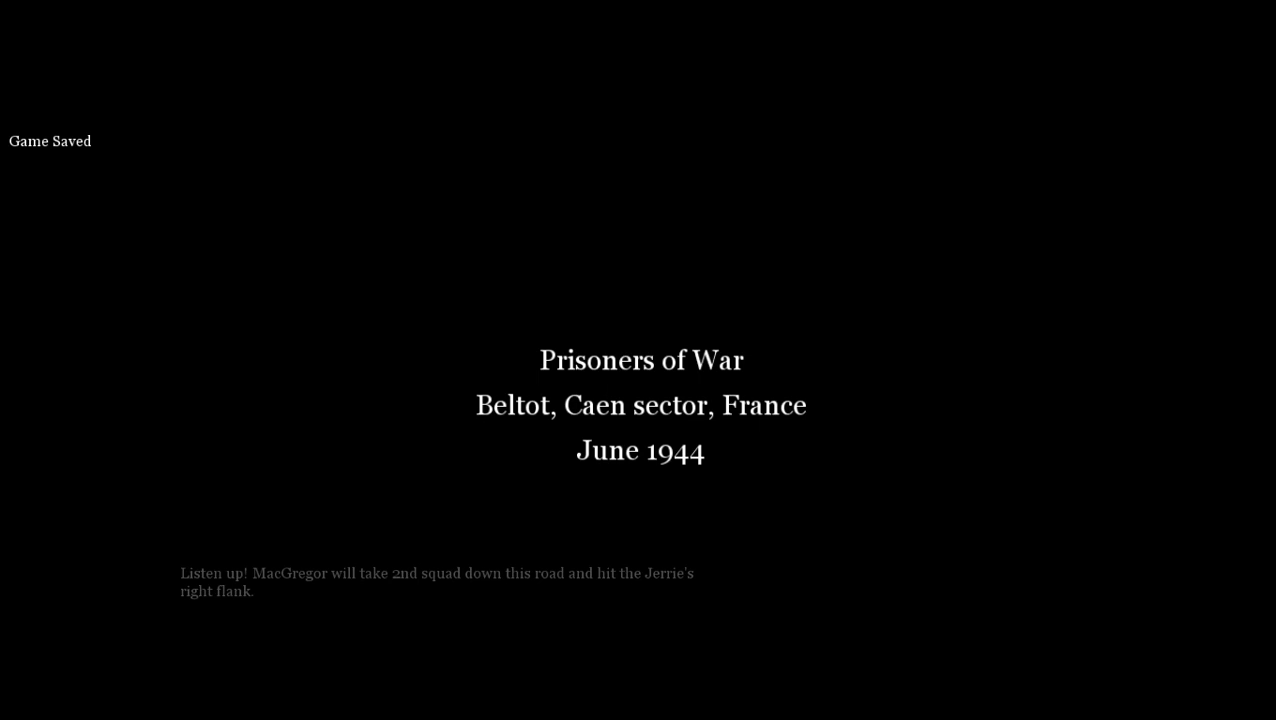 Game Saved
Prisoners of War
Beltot, Caen sector, France
June 1944
Listen up! MacGregor will take 2nd squad down this road and hit the Jerrie's
right flank.